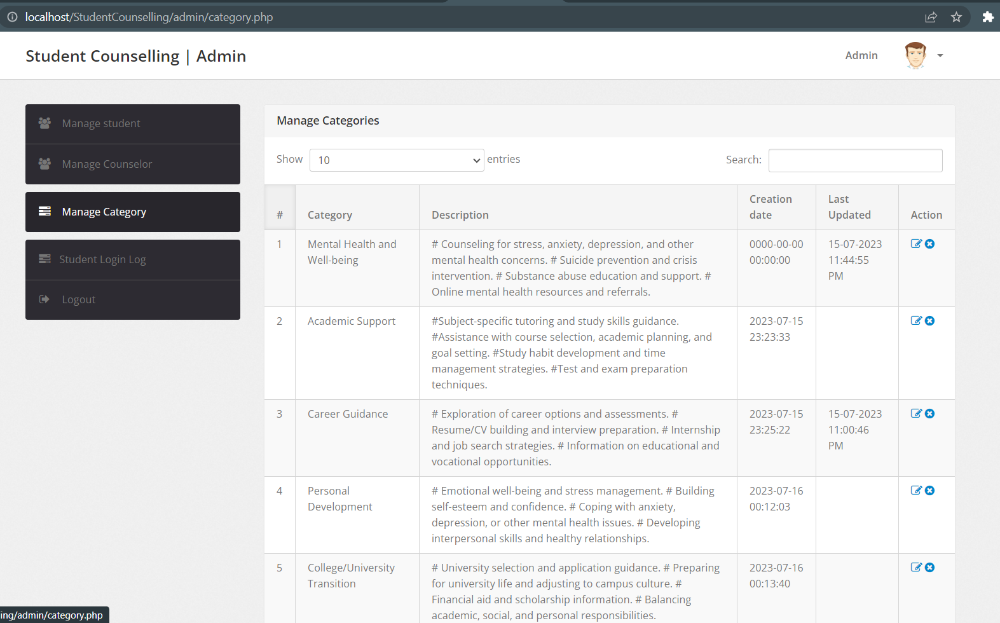 localhost/StudentCounselling/admin/category.php
Student Counselling | Admin
Admin
Manage student
Manage Counselor
Manage Category
Student Login Log
Logout
Manage Categories
Show 10 entries
Search:
# Category Description Creation date Last Updated Action
1
Mental Health and
Well-being
# Counseling for stress, anxiety, depression, and other
mental health concerns. # Suicide prevention and crisis
intervention. # Substance abuse education and support. #
Online mental health resources and referrals.
0000-00-00
00:00:00
15-07-2023
11:44:55
PM
2
Academic Support
#Subject-specific tutoring and study skills guidance.
#Assistance with course selection, academic planning, and
goal setting. #Study habit development and time
management strategies. #Test and exam preparation
techniques.
2023-07-15
23:23:33
3
Career Guidance
# Exploration of career options and assessments. #
Resume/CV building and interview preparation. # Internship
and job search strategies. # Information on educational and
vocational opportunities.
2023-07-15
23:25:22
15-07-2023
11:00:46
PM
4
Personal
Development
# Emotional well-being and stress management. # Building
self-esteem and confidence. # Coping with anxiety,
depression, or other mental health issues. # Developing
interpersonal skills and healthy relationships.
2023-07-16
00:12:03
5
College/University
Transition
# University selection and application guidance. # Preparing
for university life and adjusting to campus culture. #
Financial aid and scholarship information. # Balancing
academic, social, and personal responsibilities.
2023-07-16
00:13:40
ing/admin/category.php